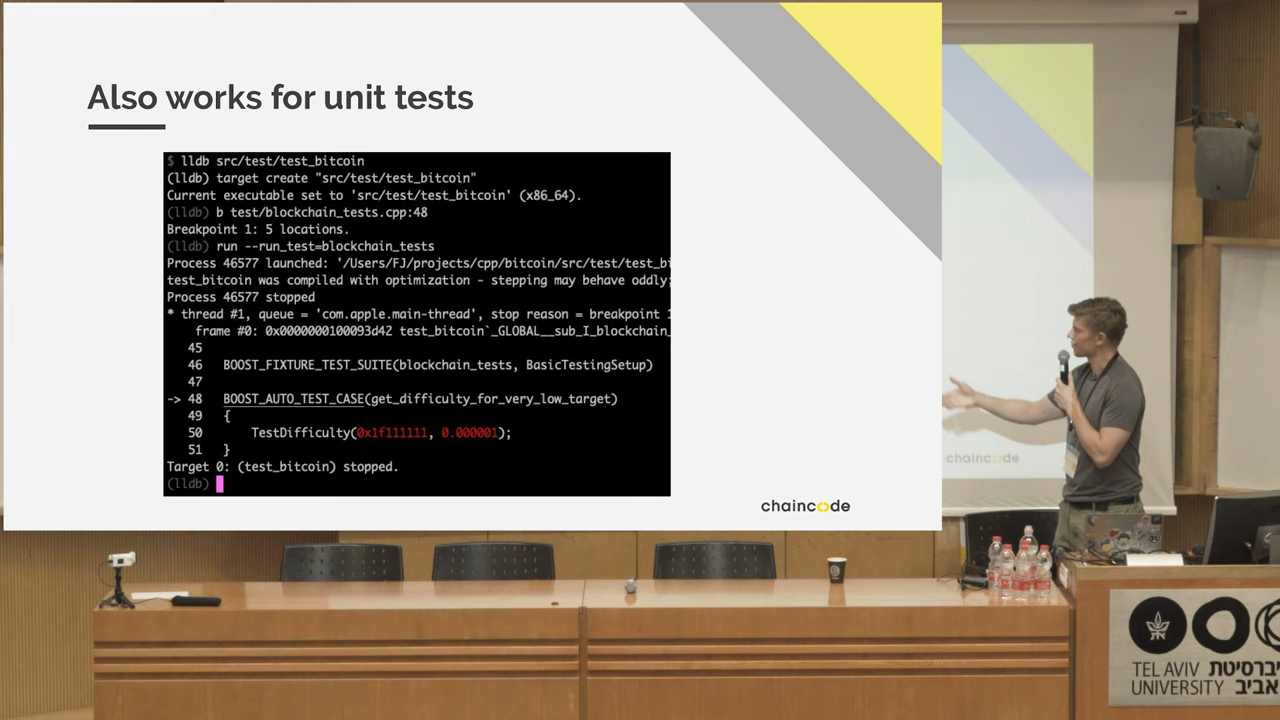 Also works for unit tests
$ lldb src/test/test_bitcoin
(lldb) target create "src/test/test_bitcoin"
Current executable set to 'src/test/test_bitcoin' (x86_64).
(lldb) b test/blockchain_tests.cpp:48
Breakpoint 1: 5 locations.
(lldb) run --run_test=blockchain_tests
Process 46577 launched: '/Users/FJ/projects/cpp/bitcoin/src/test/test_bi
test_bitcoin was compiled with optimization - stepping may behave oddly;
Process 46577 stopped
* thread #1, queue = 'com.apple.main-thread', stop reason = breakpoint 1
frame #0: 0x0000000100093d42 test_bitcoin`_GLOBAL__sub_I_blockchain_
45
46 BOOST_FIXTURE_TEST_SUITE(blockchain_tests, BasicTestingSetup)
47
-> 48 BOOST_AUTO_TEST_CASE(get_difficulty_for_very_low_target)
49 {
50 TestDifficulty(0x1f111111, 0.000001);
51 }
Target 0: (test_bitcoin) stopped.
(lldb)
chaincode
chaincode
TEL AVIV
UNIVERSITY
אוניברסיטת
תל אביב